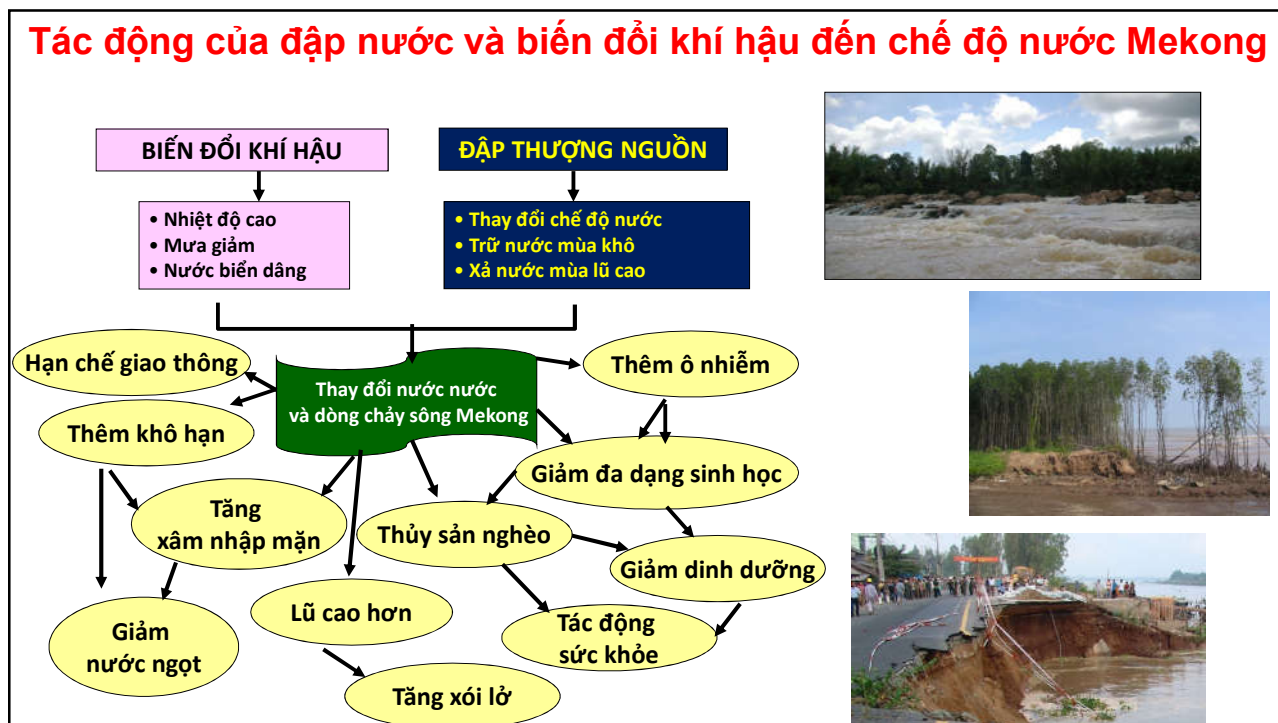 Tác động của đập nước và biến đổi khí hậu đến chế độ nước Mekong
BIẾN ĐỔI KHÍ HẬU
ĐẬP THƯỢNG NGUỒN
• Nhiệt độ cao
• Mưa giảm
• Nước biển dâng
• Thay đổi chế độ nước
• Trữ nước mùa khô
• Xả nước mùa lũ cao
Hạn chế giao thông
Thay đổi nước nước
và dòng chảy sông Mekong
Thêm ô nhiễm
Thêm khô hạn
Giảm đa dạng sinh học
Tăng
xâm nhập mặn
Thủy sản nghèo
Giảm dinh dưỡng
Lũ cao hơn
Tác động
sức khỏe
Giảm
nước ngọt
Tăng xói lở